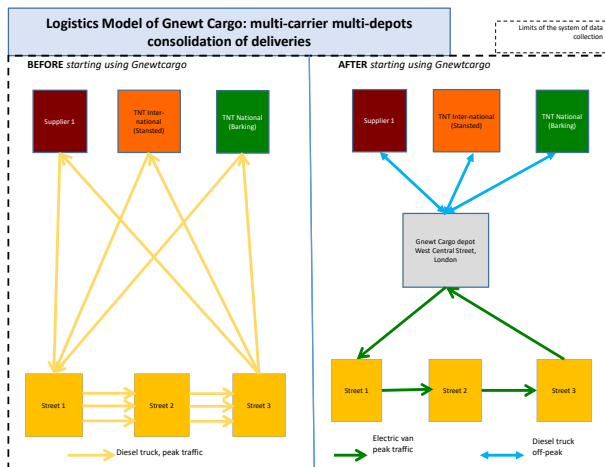 Logistics Model of Gnewt Cargo: multi-carrier multi-depots
consolidation of deliveries
Limits of the system of data
collection
BEFORE starting using Gnewtcargo
AFTER starting using Gnewtcargo
Supplier 1
TNT Inter-
national
(Stansted)
TNT National
(Barking)
Supplier 1
TNT International
(Stansted)
TNT National
(Barking)
Gnewt Cargo depot
West Central Street,
London
Street 1
Street 2
Street 3
Street 1
Street 2
Street 3
Diesel truck, peak traffic
Electric van
peak traffic
Diesel truck
off-peak